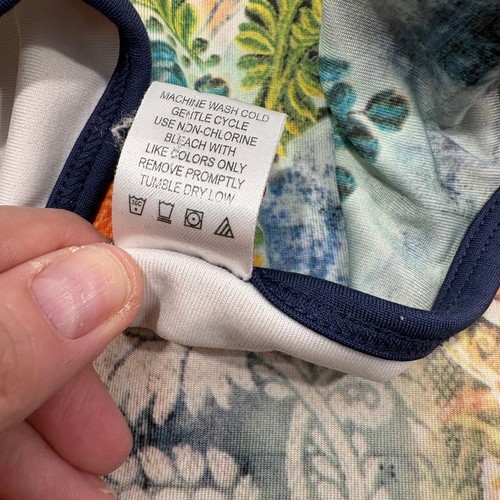 MACHINE WASH COLD
GENTLE CYCLE
USE NON-CHLORINE
BLEACH WITH
LIKE COLORS ONLY
REMOVE PROMPTLY
TUMBLE DRY LOW